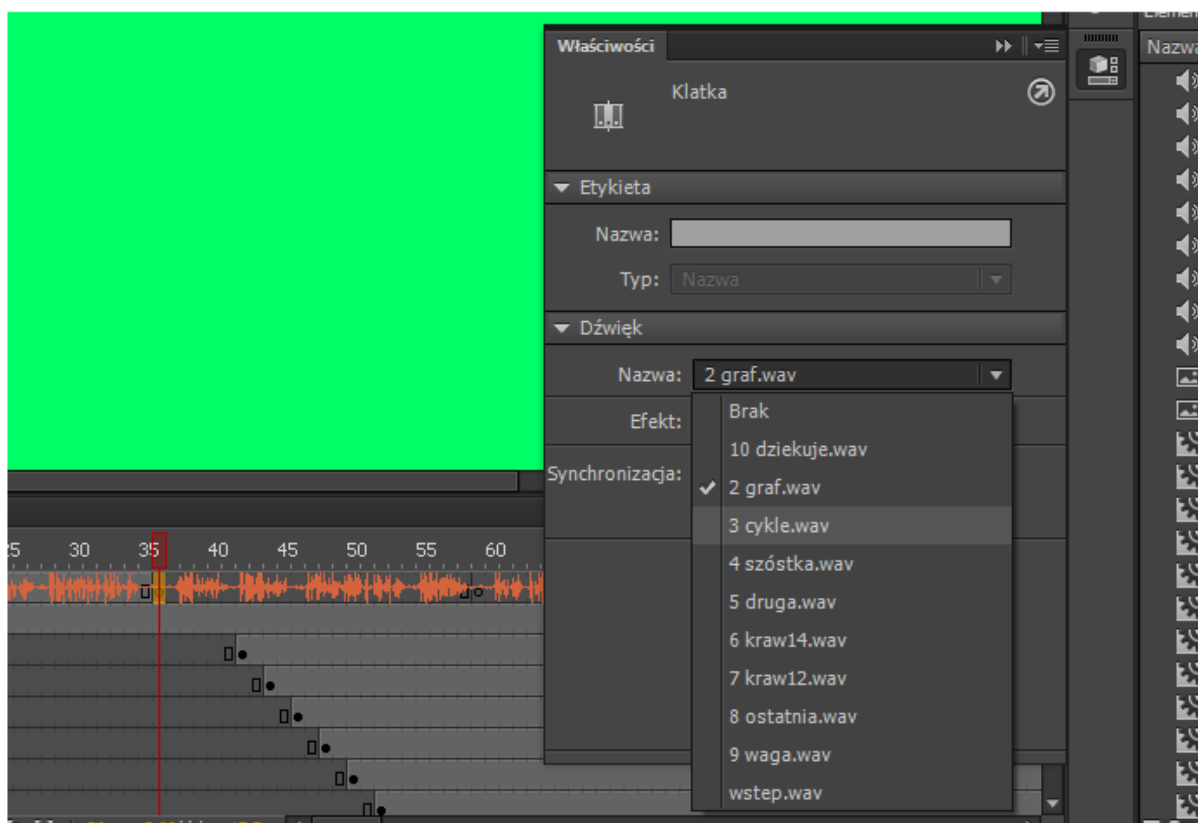 Właściwości
Nazwa
Klatka
Etykieta
Nazwa:
Typ: Nazwa
Dźwięk
Nazwa: 2 graf.wav
Efekt:
Synchronizacja:
Brak
10 dziekuje.wav
2 graf.wav
3 cykle.wav
4 szóstka.wav
5 druga.wav
6 kraw14.wav
7 kraw12.wav
8 ostatnia.wav
9 waga.wav
wstep.wav
25 30 35 40 45 50 55 60